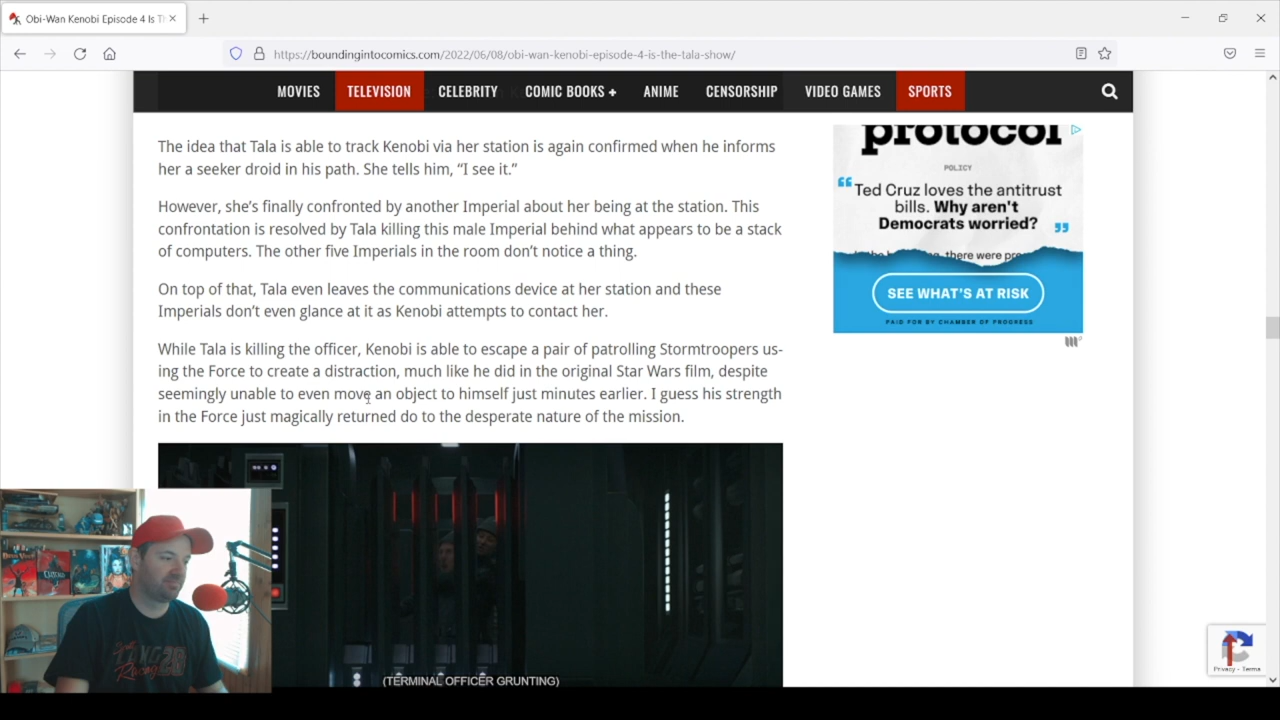 Obi-Wan Kenobi Episode 4 Is Th
https://boundingintocomics.com/2022/06/08/obi-wan-kenobi-episode-4-is-the-tala-show/
MOVIES TELEVISION CELEBRITY COMIC BOOKS + ANIME CENSORSHIP VIDEO GAMES SPORTS
The idea that Tala is able to track Kenobi via her station is again confirmed when he informs
her a seeker droid in his path. She tells him, “I see it.”
However, she’s finally confronted by another Imperial about her being at the station. This
confrontation is resolved by Tala killing this male Imperial behind what appears to be a stack
of computers. The other five Imperials in the room don’t notice a thing.
On top of that, Tala even leaves the communications device at her station and these
Imperials don’t even glance at it as Kenobi attempts to contact her.
While Tala is killing the officer, Kenobi is able to escape a pair of patrolling Stormtroopers us-
ing the Force to create a distraction, much like he did in the original Star Wars film, despite
seemingly unable to even move an object to himself just minutes earlier. I guess his strength
in the Force just magically returned do to the desperate nature of the mission.
(TERMINAL OFFICER GRUNTING)
protocol
POLICY
“Ted Cruz loves the antitrust
bills. Why aren't
Democrats worried? ”
SEE WHAT'S AT RISK
PAID FOR BY CHAMBER OF PROGRESS
Privacy - Terms